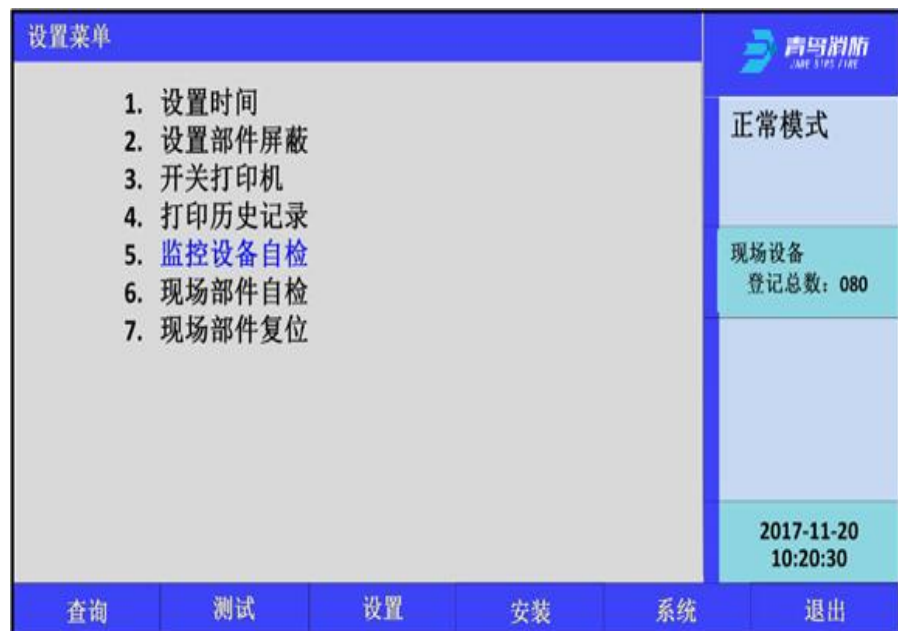 设置菜单
青鸟消防
JADE BIRD FIRE
1. 设置时间
2. 设置部件屏蔽
3. 开关打印机
4. 打印历史记录
5. 监控设备自检
6. 现场部件自检
7. 现场部件复位
正常模式
现场设备
登记总数：080
2017-11-20
10:20:30
查询 测试 设置 安装 系统 退出